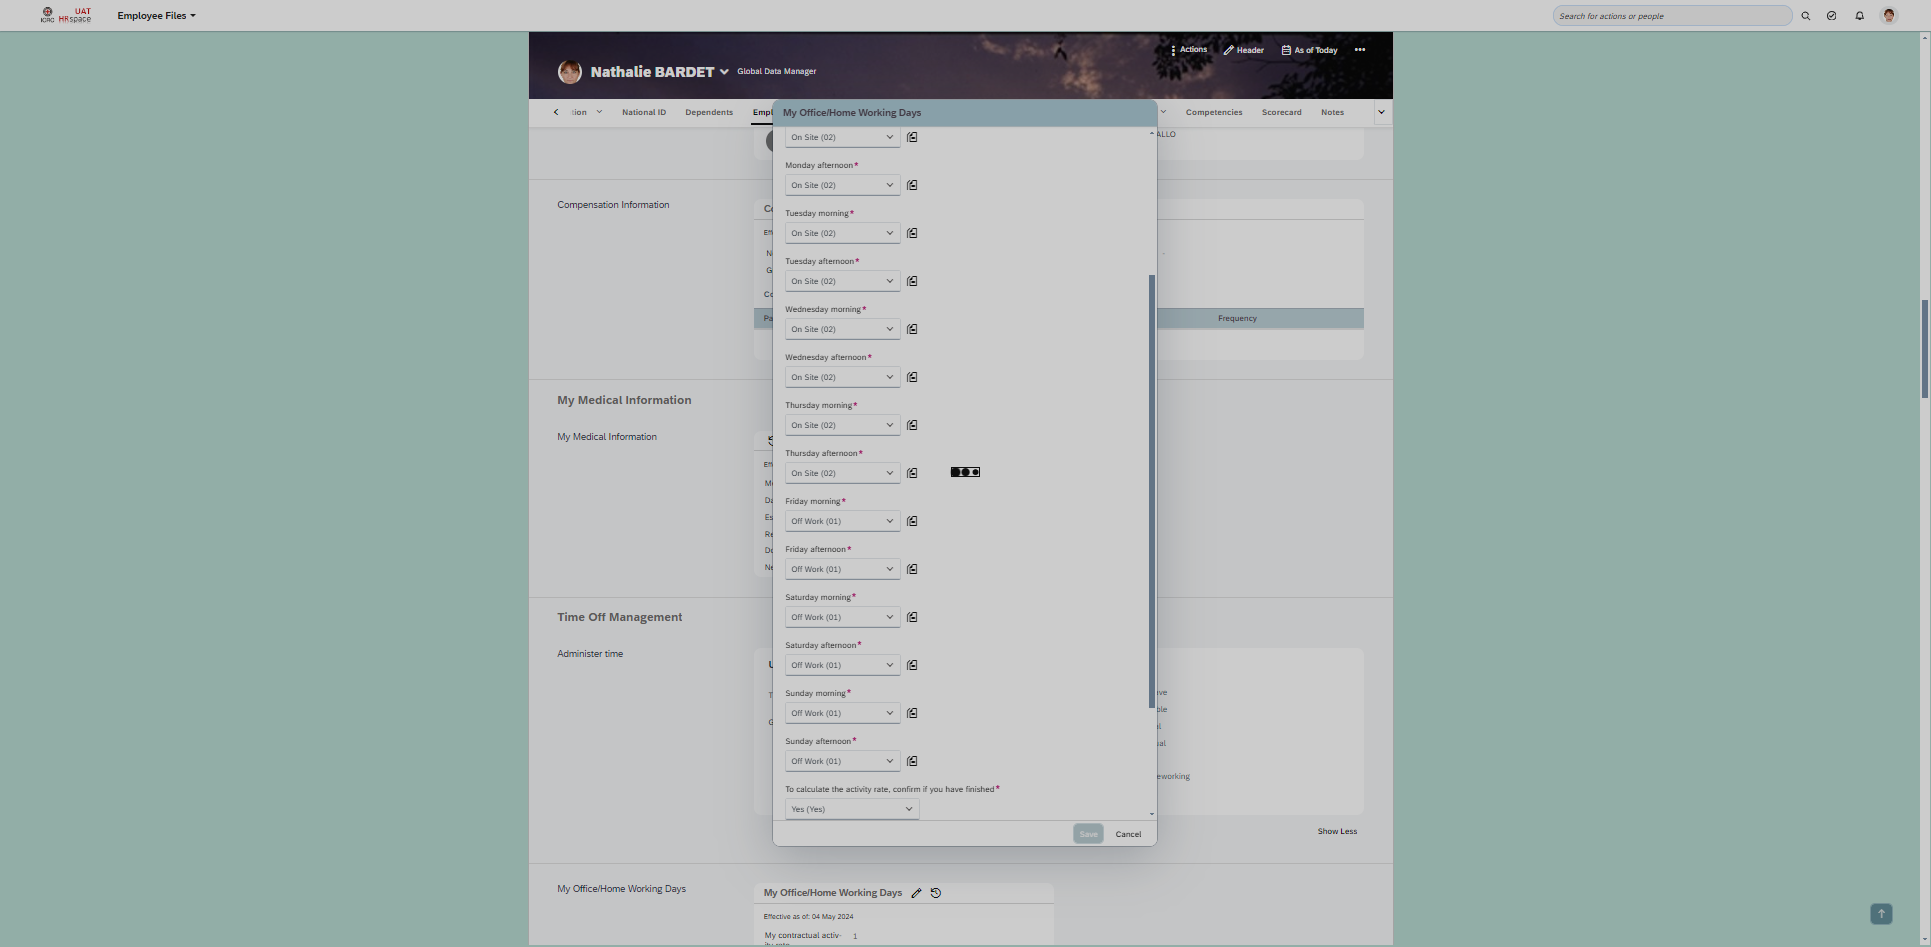 ICRC
UAT
HRspace
Employee Files
Search for actions or people
Actions
Header
As of Today
Nathalie BARDET
Global Data Manager
tion
National ID
Dependents
Empl
Competencies
Scorecard
Notes
My Office/Home Working Days
On Site (02)
ALLO
Monday afternoon*
On Site (02)
Compensation Information
Tuesday morning*
On Site (02)
Tuesday afternoon*
On Site (02)
Wednesday morning*
On Site (02)
Pa
Frequency
Wednesday afternoon*
On Site (02)
My Medical Information
Thursday morning*
On Site (02)
My Medical Information
Thursday afternoon*
On Site (02)
Friday morning*
Off Work (01)
Friday afternoon*
Off Work (01)
Saturday morning*
Off Work (01)
Time Off Management
Saturday afternoon*
Administer time
Off Work (01)
Sunday morning*
Off Work (01)
Sunday afternoon*
Off Work (01)
eworking
To calculate the activity rate, confirm if you have finished*
Yes (Yes)
Save
Cancel
Show Less
My Office/Home Working Days
My Office/Home Working Days
Effective as of: 04 May 2024
My contractual activ-
1